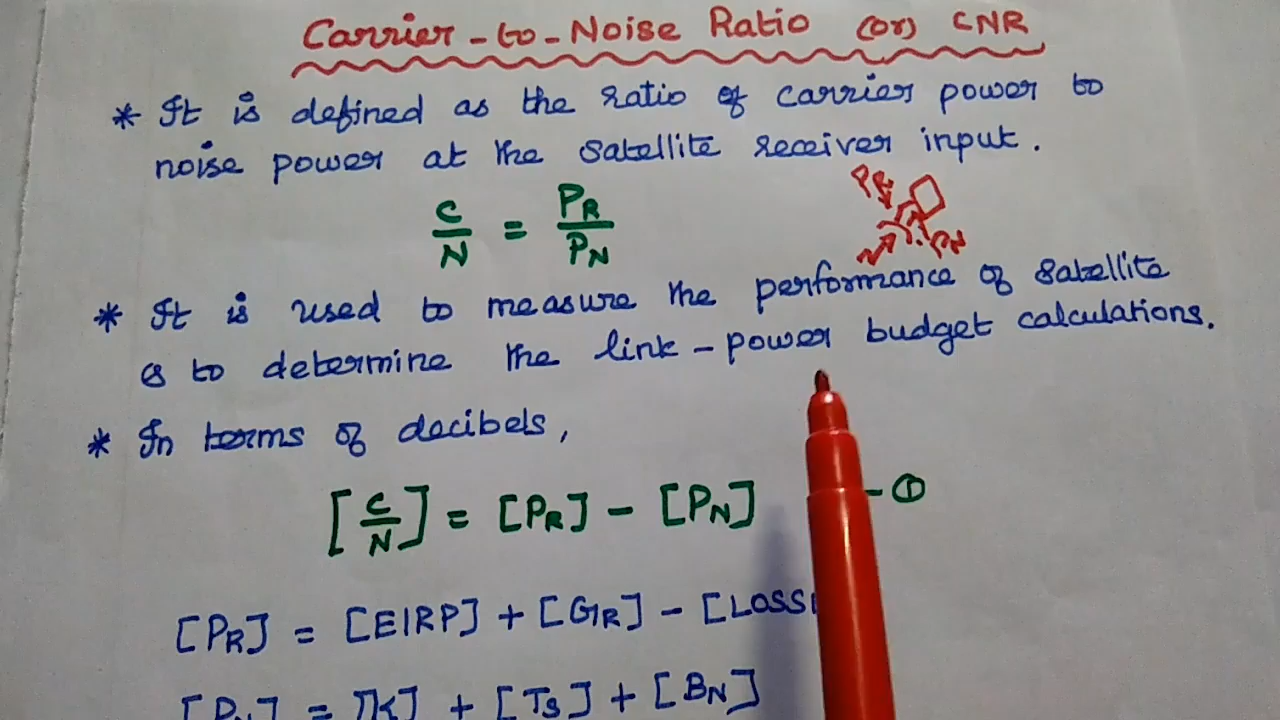 Carrier-to-Noise Ratio (or) CNR
* It is defined as the ratio of carrier power to
noise power at the satellite receiver input.
C/N = PR/PN
PR
PN
N
* It is used to measure the performance of satellite
& to determine the link-power budget calculations.
* In terms of decibels,
[C/N] = [PR] - [PN] - ①
[PR] = [EIRP] + [GR] - [LOSS
[PN] = [K] + [TS] + [BN]